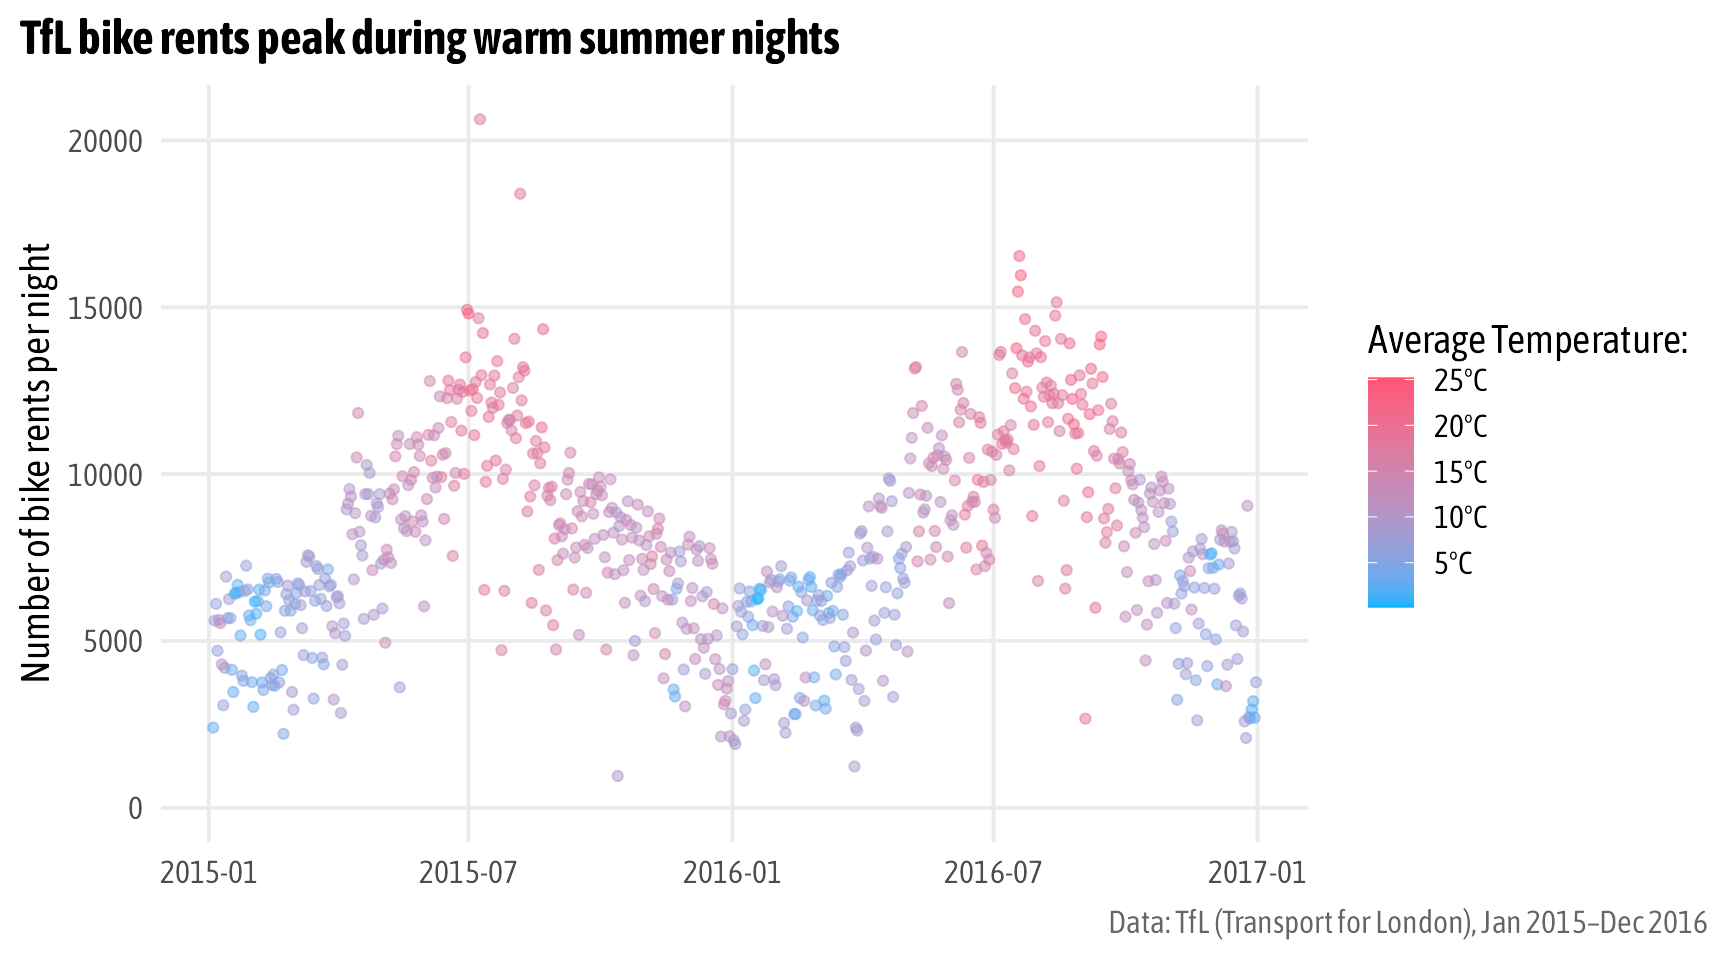 TfL bike rents peak during warm summer nights
Number of bike rents per night
20000
15000
10000
5000
0
2015-01
2015-07
2016-01
2016-07
2017-01
Average Temperature:
25°C
20°C
15°C
10°C
5°C
Data: TfL (Transport for London), Jan 2015–Dec 2016